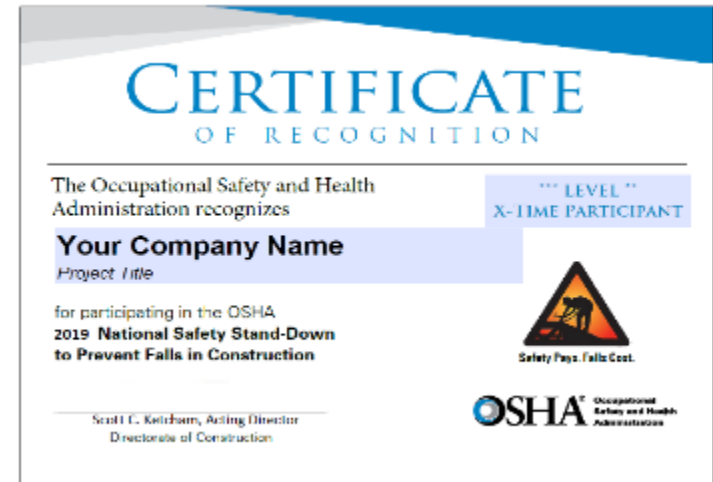 CERTIFICATE
OF RECOGNITION
The Occupational Safety and Health
Administration recognizes
*** LEVEL **
X-TIME PARTICIPANT
Your Company Name
Project Title
for participating in the OSHA
2019 National Safety Stand-Down
to Prevent Falls in Construction
Safety Pays. Falls Cost.
Scott C. Ketcham, Acting Director
Directorate of Construction
OSHA®
Occupational
Safety and Health
Administration